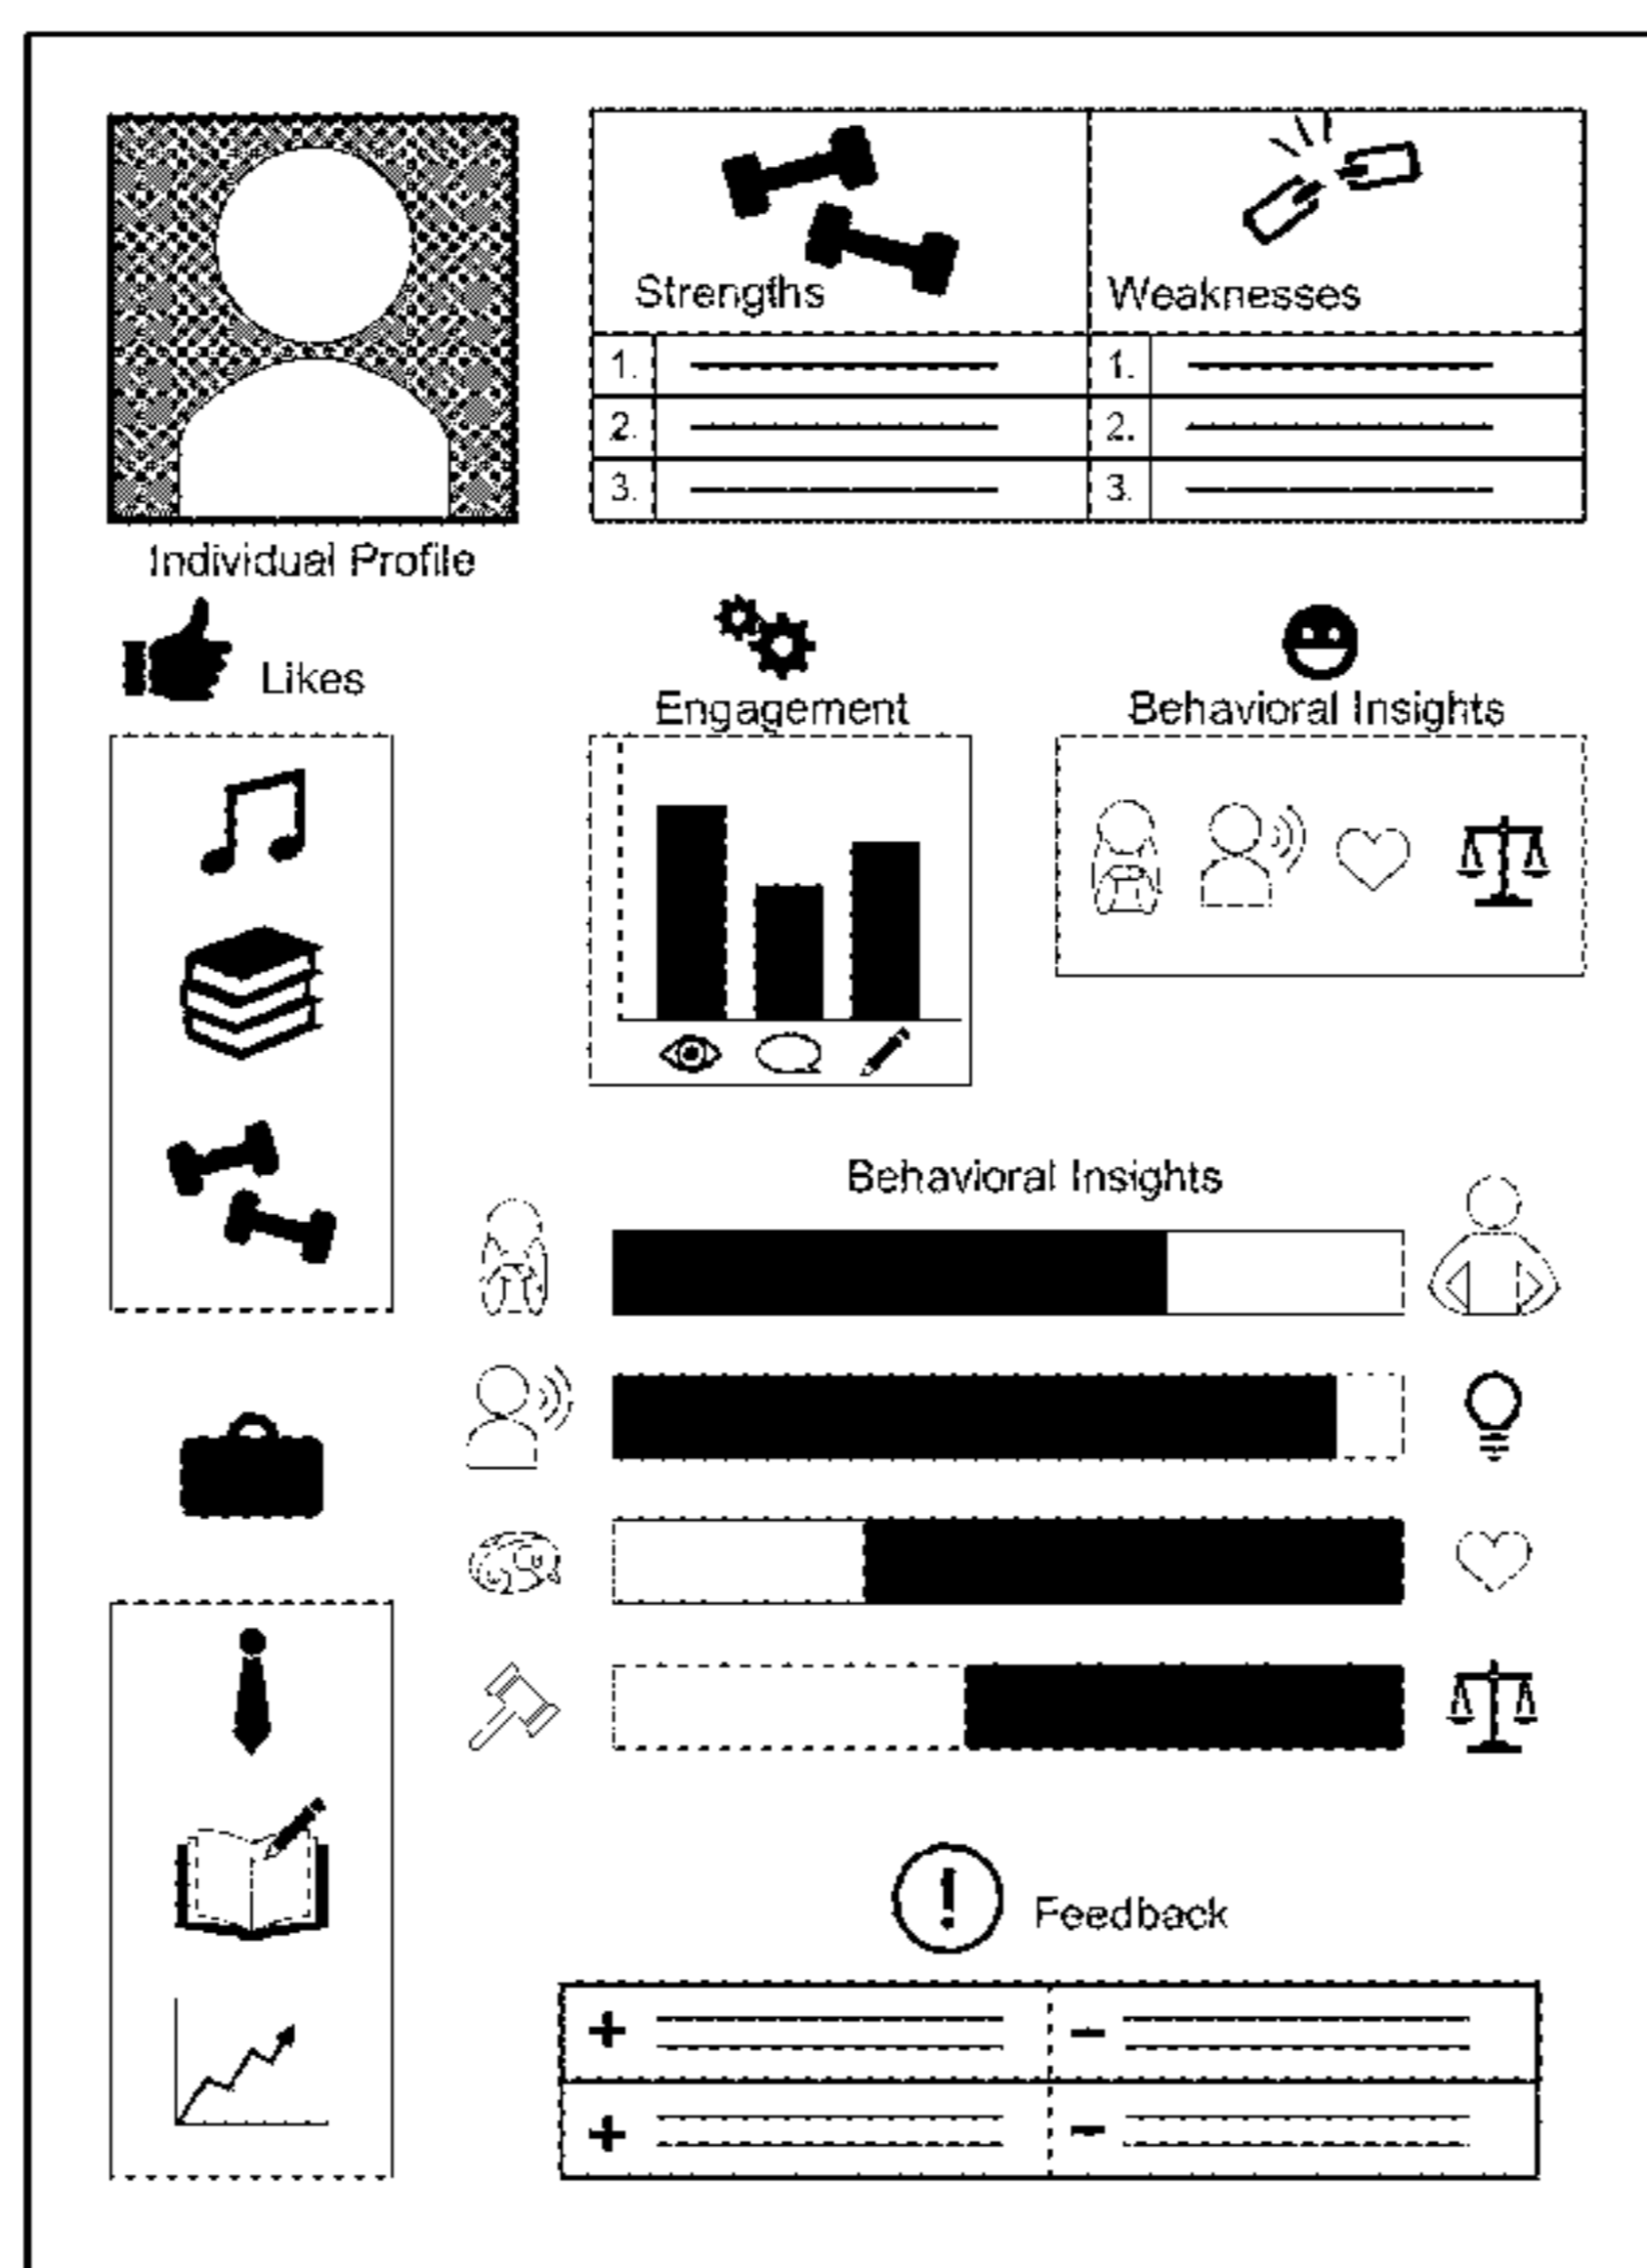 Strengths
Weaknesses
1.
1.
2.
2.
3.
3.
Individual Profile
Likes
Engagement
Behavioral Insights
Behavioral Insights
Feedback
+
-
+
-